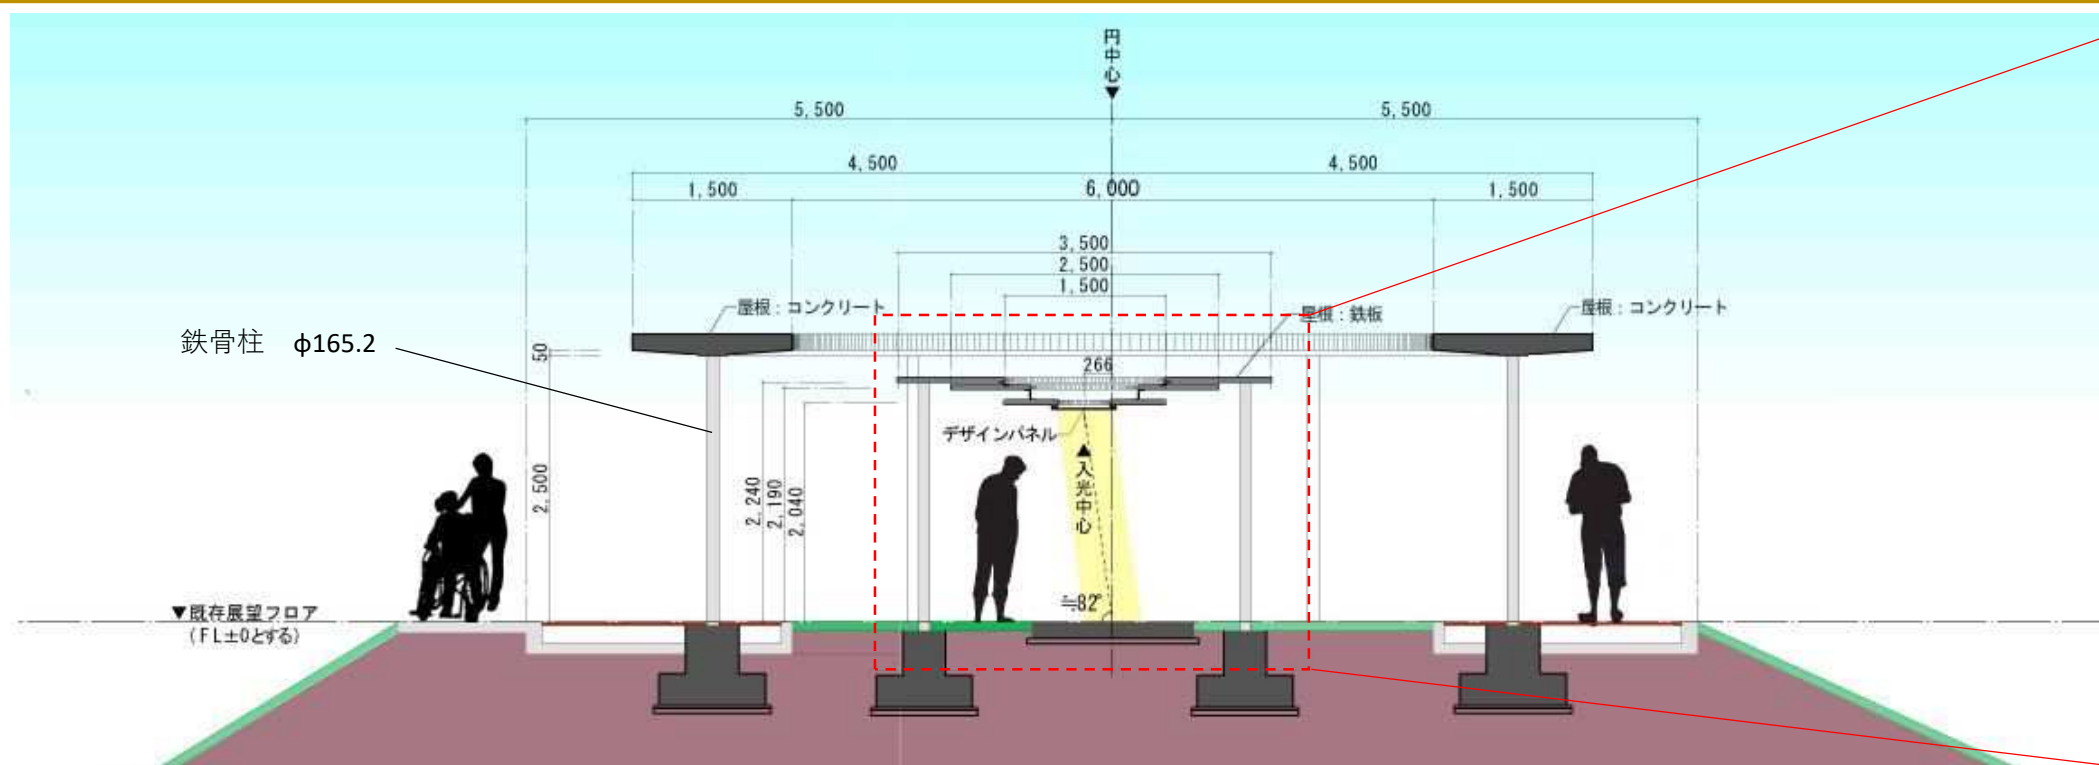 円中心▼
5,500
5,500
4,500
4,500
1,500
6,000
1,500
3,500
2,500
1,500
屋根：コンクリート
屋根：鉄板
屋根：コンクリート
鉄骨柱　φ165.2
50
266
デザインパネル
▲入光中心
2,500
2,240
2,190
2,040
≒82°
▼既存展望フロア
（FL±0とする）